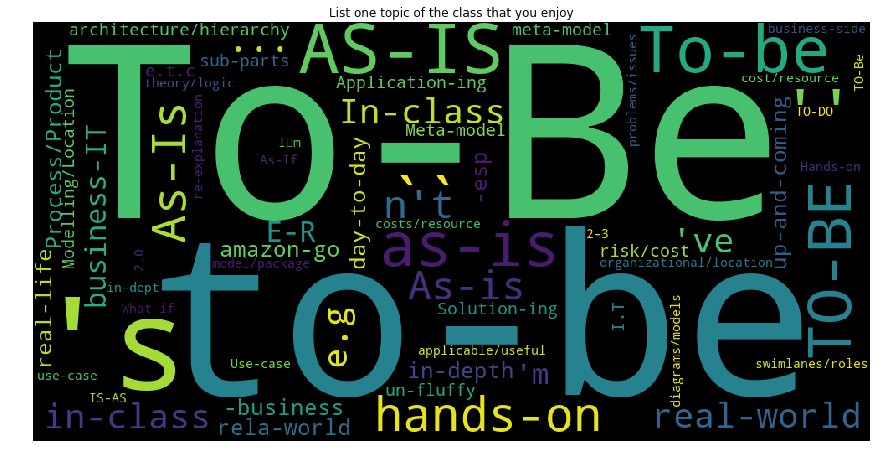 List one topic of the class that you enjoy
architecture/hierarchy
...
AS-IS
meta-model
To-be
business-side
sub-parts
e.t.c
theory/logic
Application-ing
cost/resource
TO-Be
problems/issues
Process/Product
Modelling/Location
business-IT
As-Is
re-explanation
To-Be
In-class
Meta-model
''
TO-DO
IUm
As-If
-esp
``
n't
day-to-day
up-and-coming
Hands-on
TO-BE
costs/resource
E-R
amazon-go
as-is
've
2-3
risk/cost
organizational/location
real-life
2.0
model/package
in-dept
As-is
What-if
's
to-be
e.g
Solution-ing
I.T
diagrams/models
applicable/useful
Use-case
use-case
in-depth
'm
swimlanes/roles
un-fluffy
IS-AS
in-class
-business
rela-world
hands-on
real-world